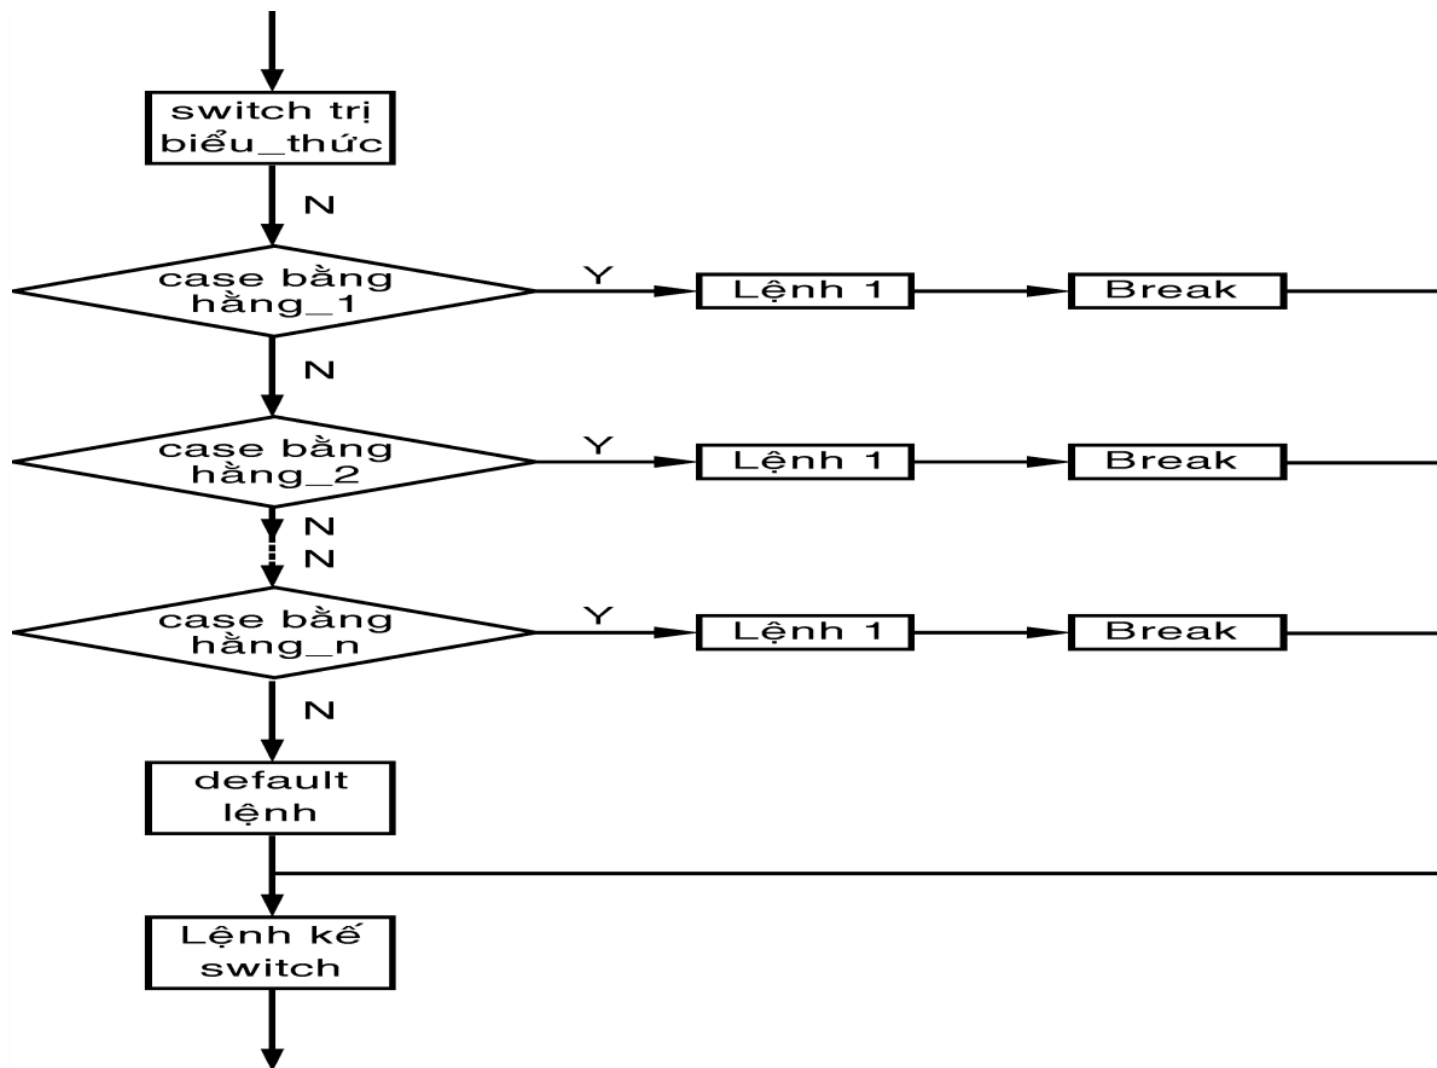 switch trị
biểu_thức
N
case bằng
hằng_1
Y
Lệnh 1
Break
N
case bằng
hằng_2
Y
Lệnh 1
Break
N
N
case bằng
hằng_n
Y
Lệnh 1
Break
N
default
lệnh
Lệnh kế
switch